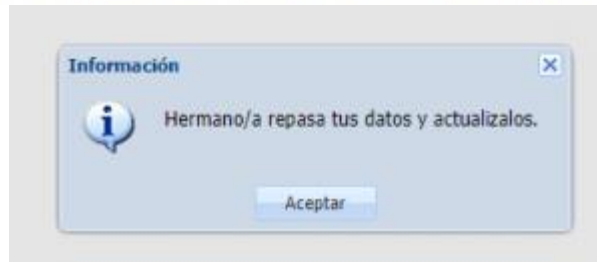 Información
Hermano/a repasa tus datos y actualizalos.
Aceptar